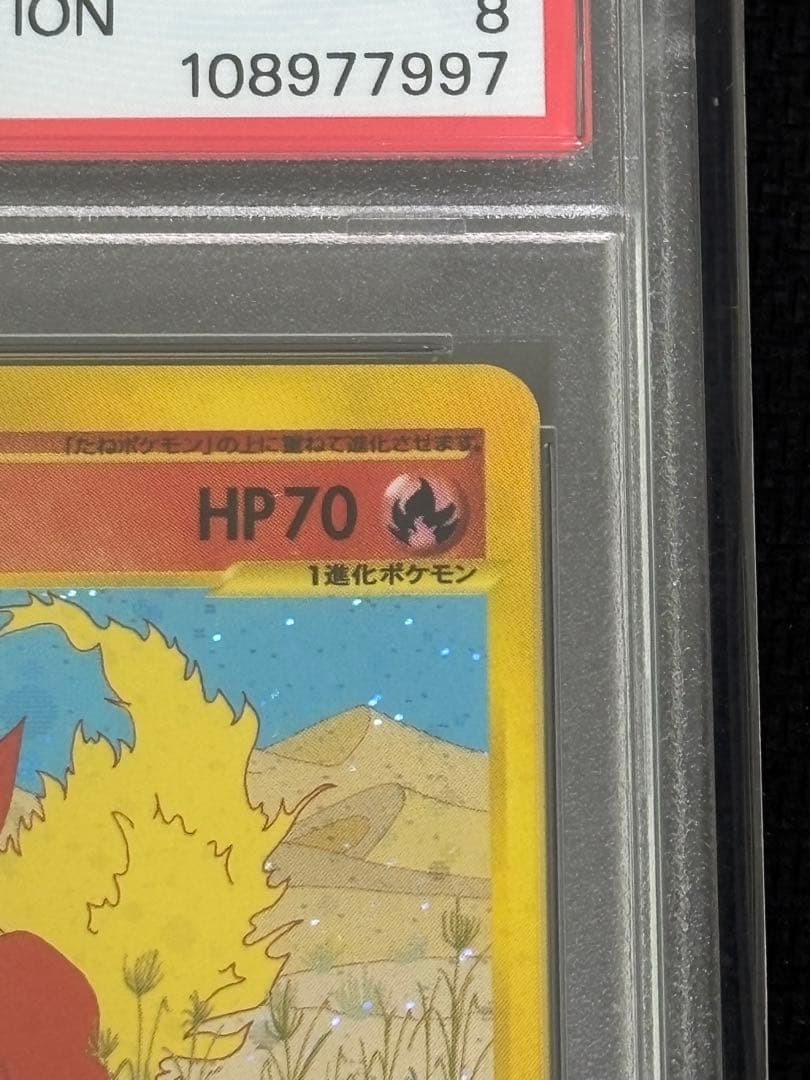 ION
8
108977997
「たねポケモン」の上に重ねて進化させます。
HP70
1進化ポケモン